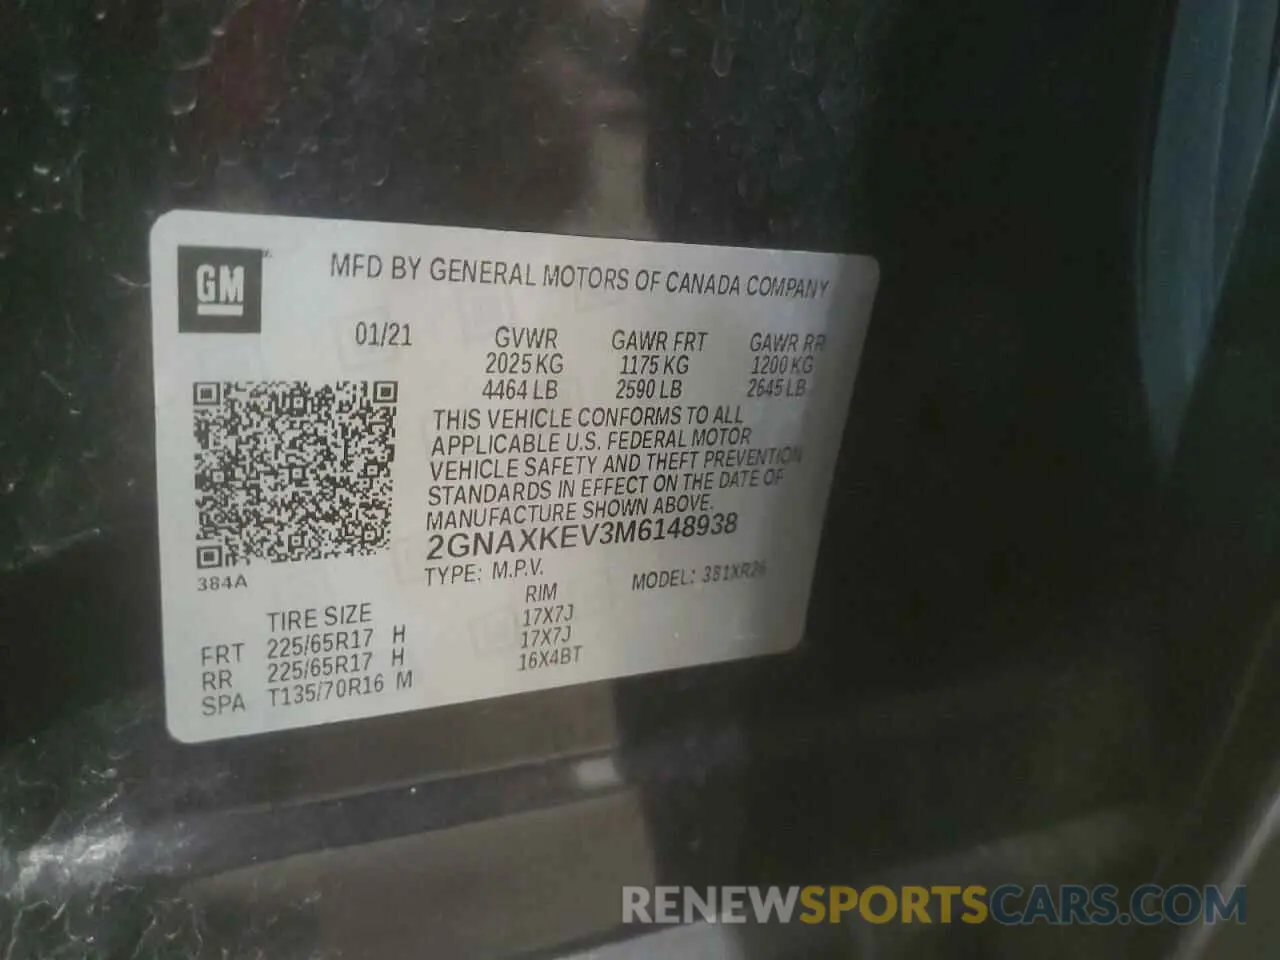 GM
MFD BY GENERAL MOTORS OF CANADA COMPANY
01/21 GVWR GAWR FRT GAWR RR
2025 KG 1175 KG 1200 KG
4464 LB 2590 LB 2645 LB
THIS VEHICLE CONFORMS TO ALL
APPLICABLE U.S. FEDERAL MOTOR
VEHICLE SAFETY AND THEFT PREVENTION
STANDARDS IN EFFECT ON THE DATE OF
MANUFACTURE SHOWN ABOVE.
2GNAXKEV3M6148938
384A
TYPE: M.P.V. MODEL: 381XR26
TIRE SIZE RIM
FRT 225/65R17 H 17X7J
RR 225/65R17 H 17X7J
SPA T135/70R16 M 16X4BT
RENEWSPORTSCARS.COM